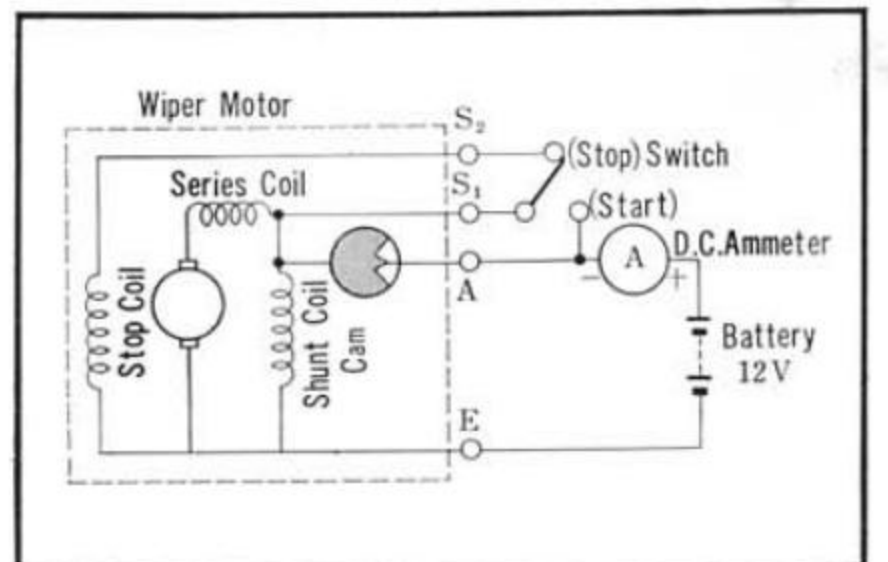 Wiper Motor
S₂
(Stop) Switch
Series Coil
S₁
(Start)
A
D.C. Ammeter
− +
A
Stop Coil
Shunt Coil
Cam
Battery
12V
E